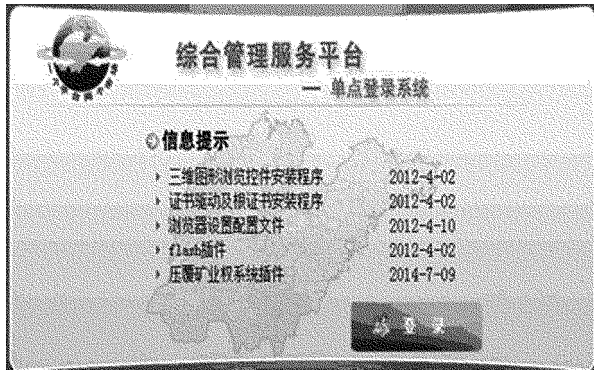 综合管理服务平台
— 单点登录系统
信息提示
三维图形浏览控件安装程序 2012-4-02
证书驱动及根证书安装程序 2012-4-02
浏览器设置配置文件 2012-4-10
flash插件 2012-4-02
压覆矿业权系统插件 2014-7-09
登 录